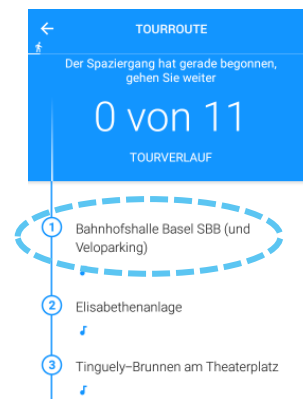 TOURROUTE
Der Spaziergang hat gerade begonnen,
gehen Sie weiter
0 von 11
TOURVERLAUF
1 Bahnhofshalle Basel SBB (und
Veloparking)
2 Elisabethenanlage
3 Tinguely-Brunnen am Theaterplatz